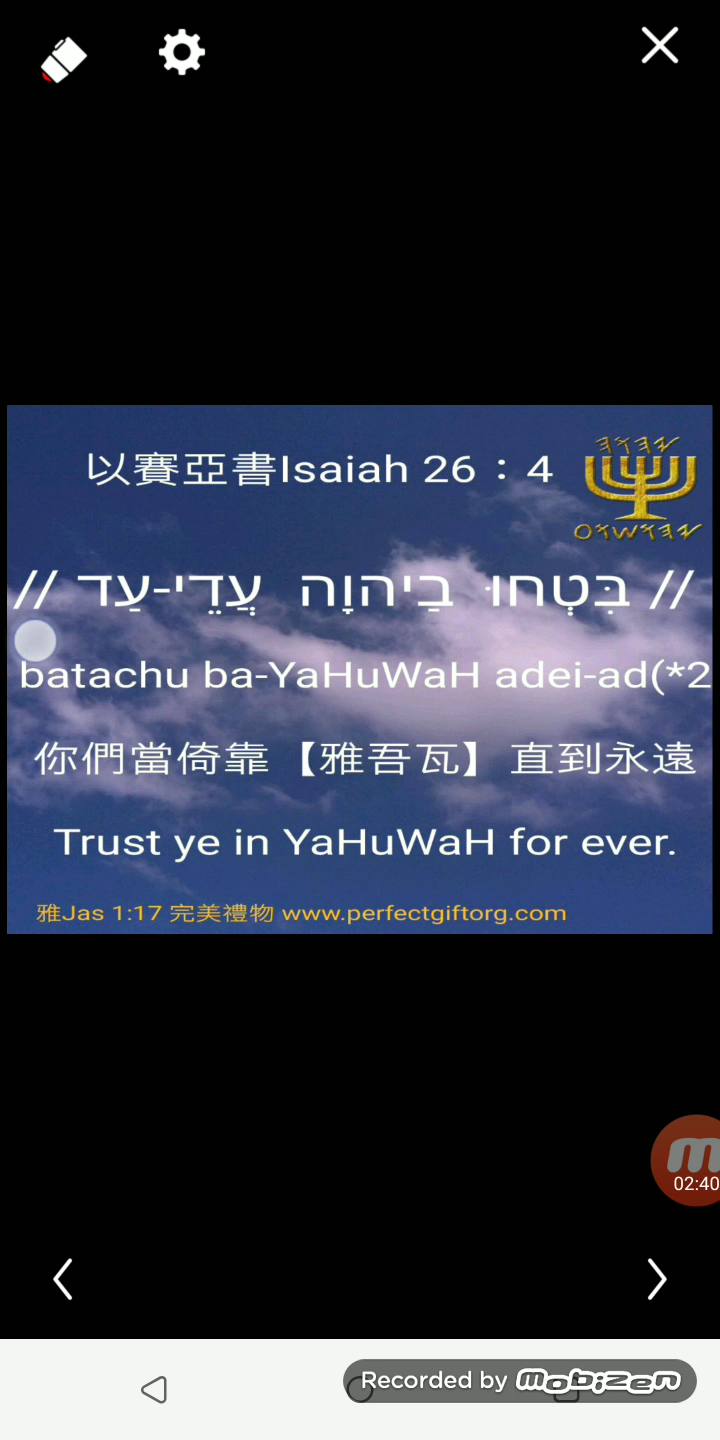 以賽亞書Isaiah 26：4
𐤉𐤄𐤅𐤄
// בִּטְחוּ בַיהוָה עֲדֵי-עַד //
batachu ba-YaHuWaH adei-ad(*2
你們當倚靠【雅吾瓦】直到永遠
Trust ye in YaHuWaH for ever.
雅Jas 1:17 完美禮物 www.perfectgiftorg.com
02:40
Recorded by mobizen